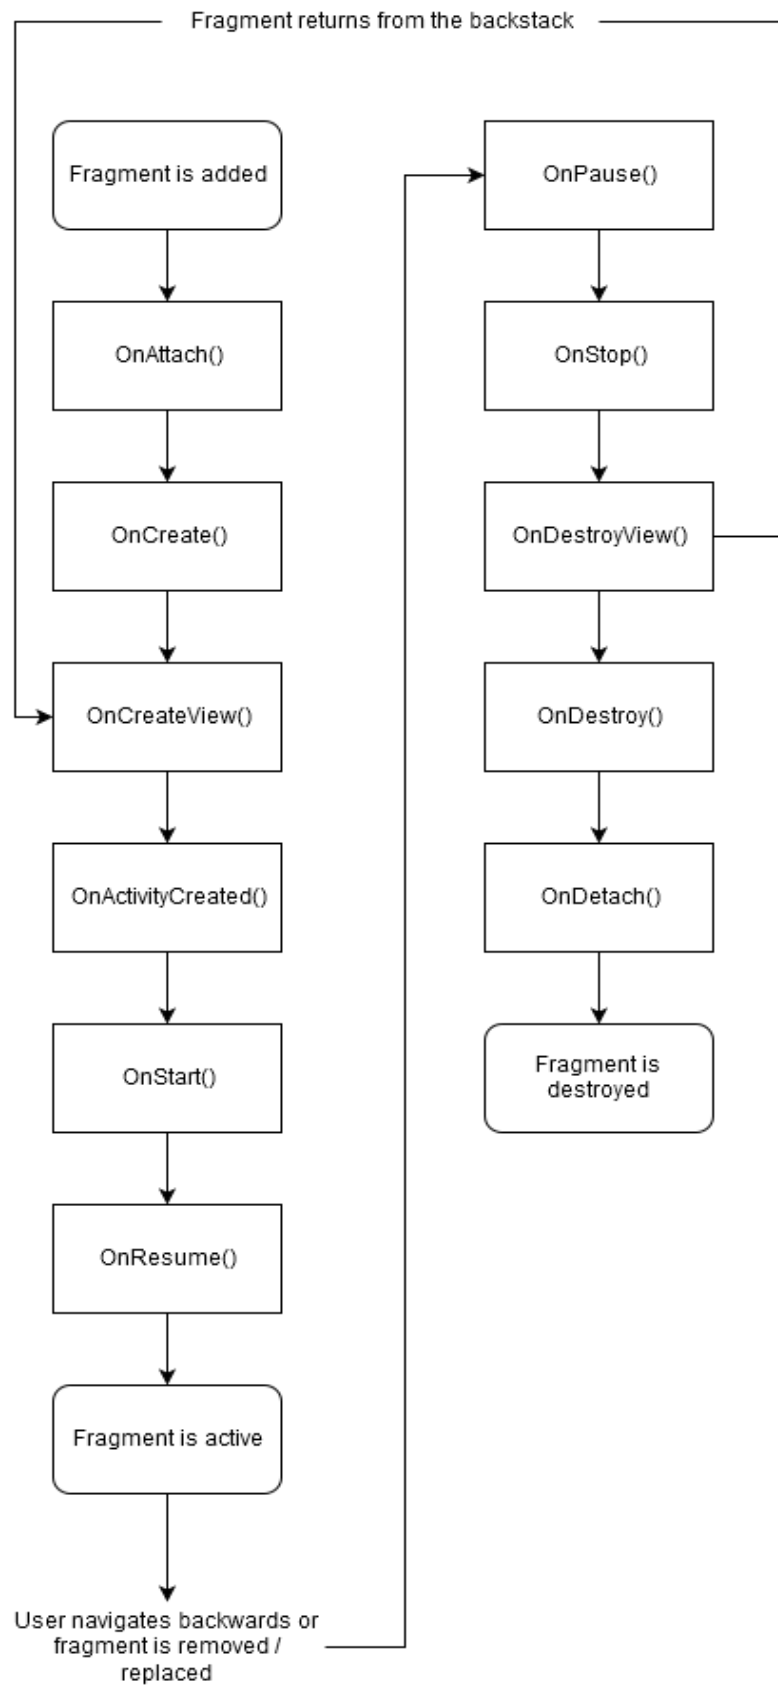 Fragment returns from the backstack
Fragment is added
OnAttach()
OnCreate()
OnCreateView()
OnActivityCreated()
OnStart()
OnResume()
Fragment is active
User navigates backwards or
fragment is removed /
replaced
OnPause()
OnStop()
OnDestroyView()
OnDestroy()
OnDetach()
Fragment is
destroyed